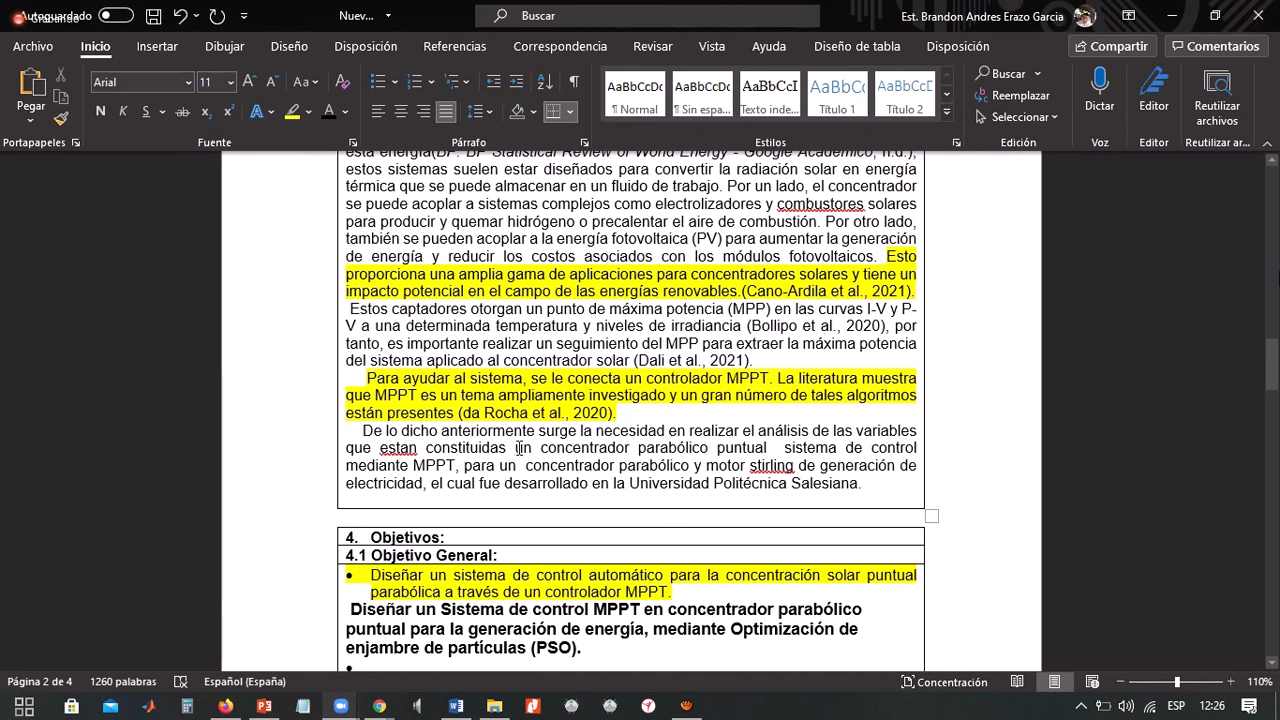 Autoguardado
Nuev...
Buscar
Est. Brandon Andres Erazo Garcia
Archivo Inicio Insertar Dibujar Diseño Disposición Referencias Correspondencia Revisar Vista Ayuda Diseño de tabla Disposición Compartir Comentarios
Pegar
Arial 11
N K S
AaBbCcDc AaBbCcDc AaBbCcI AaBbC AaBbCc
¶ Normal ¶ Sin espa... Texto inde... Título 1 Título 2
Buscar
Reemplazar
Seleccionar
Dictar
Editor
Reutilizar archivos
Portapapeles Fuente Párrafo Estilos Edición Voz Editor Reutilizar ar...
esta energía(BP: BP Statistical Review of World Energy - Google Académico, n.d.),
estos sistemas suelen estar diseñados para convertir la radiación solar en energía
térmica que se puede almacenar en un fluido de trabajo. Por un lado, el concentrador
se puede acoplar a sistemas complejos como electrolizadores y combustores solares
para producir y quemar hidrógeno o precalentar el aire de combustión. Por otro lado,
también se pueden acoplar a la energía fotovoltaica (PV) para aumentar la generación
de energía y reducir los costos asociados con los módulos fotovoltaicos. Esto
proporciona una amplia gama de aplicaciones para concentradores solares y tiene un
impacto potencial en el campo de las energías renovables.(Cano-Ardila et al., 2021).
Estos captadores otorgan un punto de máxima potencia (MPP) en las curvas I-V y P-
V a una determinada temperatura y niveles de irradiancia (Bollipo et al., 2020), por
tanto, es importante realizar un seguimiento del MPP para extraer la máxima potencia
del sistema aplicado al concentrador solar (Dali et al., 2021).
Para ayudar al sistema, se le conecta un controlador MPPT. La literatura muestra
que MPPT es un tema ampliamente investigado y un gran número de tales algoritmos
están presentes (da Rocha et al., 2020).
De lo dicho anteriormente surge la necesidad en realizar el análisis de las variables
que estan constituidas un concentrador parabólico puntual sistema de control
mediante MPPT, para un concentrador parabólico y motor stirling de generación de
electricidad, el cual fue desarrollado en la Universidad Politécnica Salesiana.
4. Objetivos:
4.1 Objetivo General:
• Diseñar un sistema de control automático para la concentración solar puntual
parabólica a través de un controlador MPPT.
Diseñar un Sistema de control MPPT en concentrador parabólico
puntual para la generación de energía, mediante Optimización de
enjambre de partículas (PSO).
•
Página 2 de 4 1260 palabras Español (España) Concentración 110%
ESP 12:26